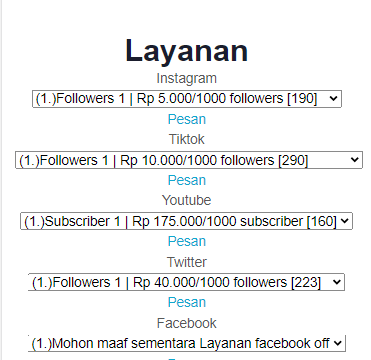 Layanan
Instagram
(1.)Followers 1 | Rp 5.000/1000 followers [190]
Pesan
Tiktok
(1.)Followers 1 | Rp 10.000/1000 followers [290]
Pesan
Youtube
(1.)Subscriber 1 | Rp 175.000/1000 subscriber [160]
Pesan
Twitter
(1.)Followers 1 | Rp 40.000/1000 followers [223]
Pesan
Facebook
(1.)Mohon maaf sementara Layanan facebook off